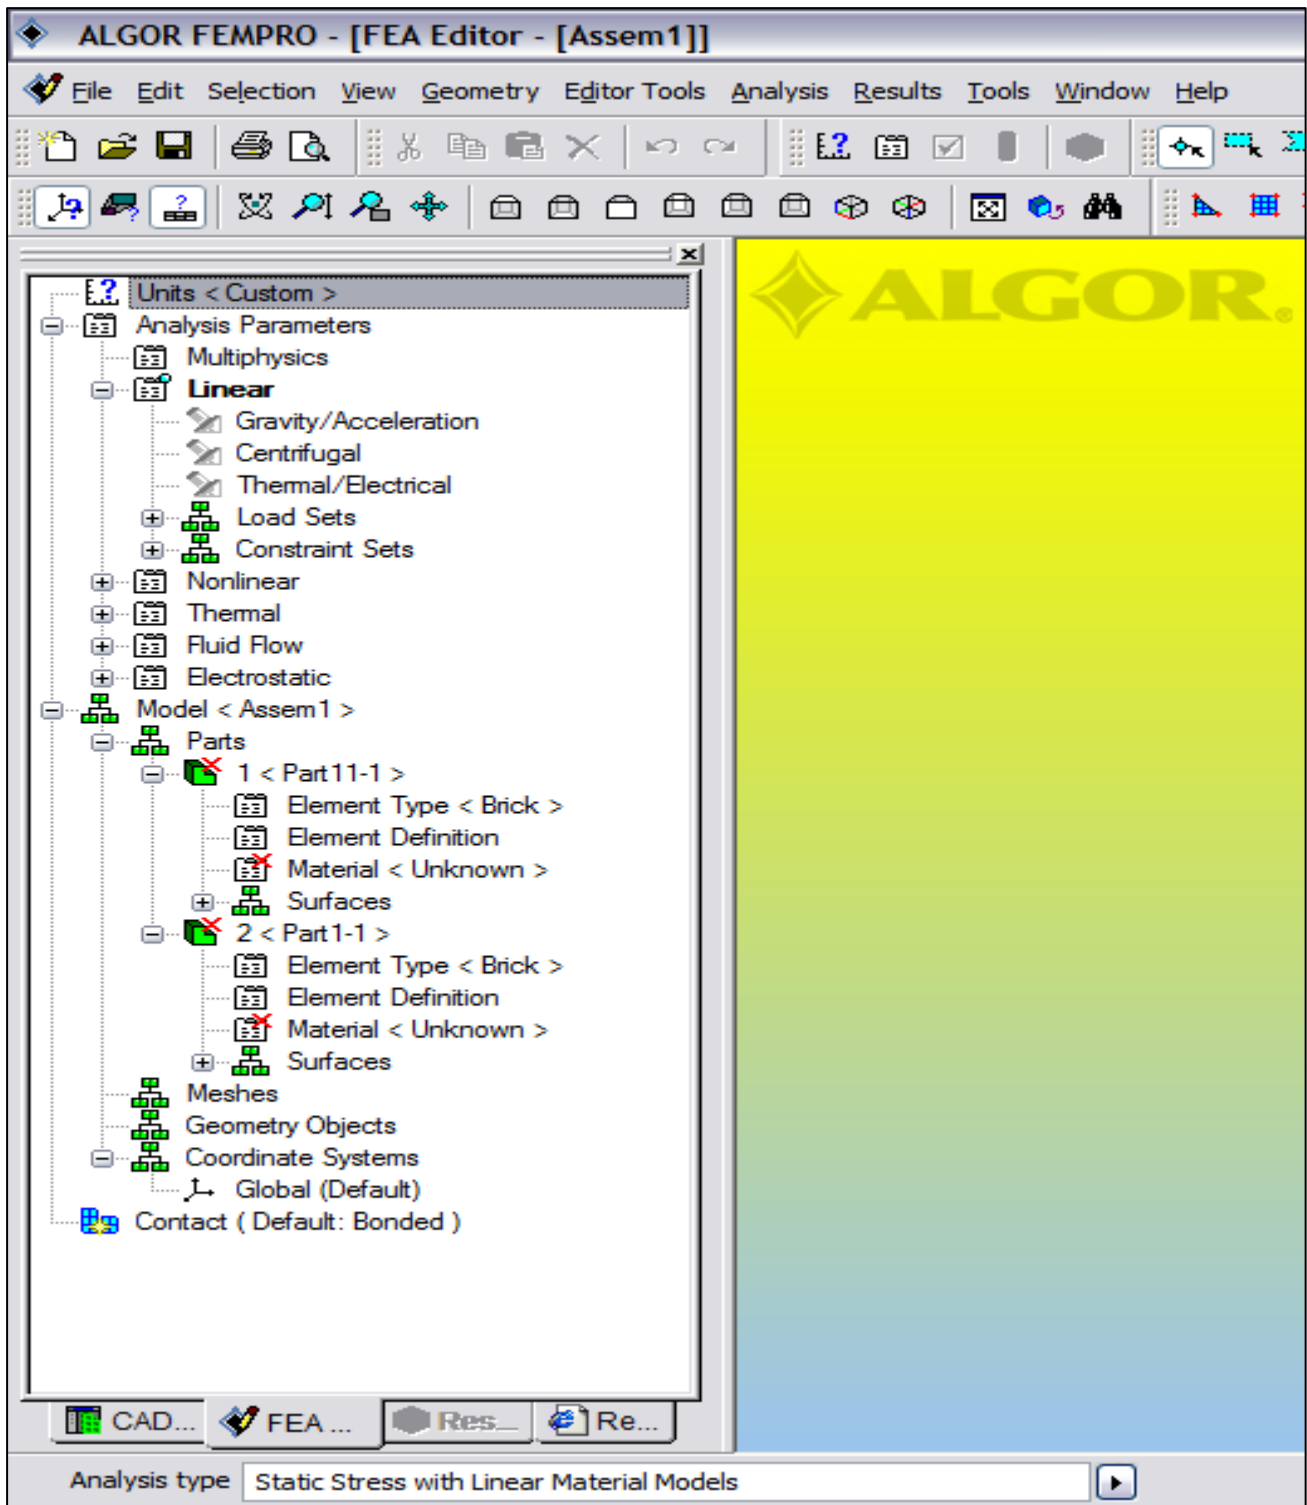 ALGOR FEMPRO - [FEA Editor - [Assem1]]
File Edit Selection View Geometry Editor Tools Analysis Results Tools Window Help
Units < Custom >
ALGOR®
Analysis Parameters
Multiphysics
Linear
Gravity/Acceleration
Centrifugal
Thermal/Electrical
Load Sets
Constraint Sets
Nonlinear
Thermal
Fluid Flow
Electrostatic
Model < Assem1 >
Parts
1 < Part11-1 >
Element Type < Brick >
Element Definition
Material < Unknown >
Surfaces
2 < Part1-1 >
Element Type < Brick >
Element Definition
Material < Unknown >
Surfaces
Meshes
Geometry Objects
Coordinate Systems
Global (Default)
Contact ( Default: Bonded )
CAD... FEA ... Res... Re...
Analysis type Static Stress with Linear Material Models